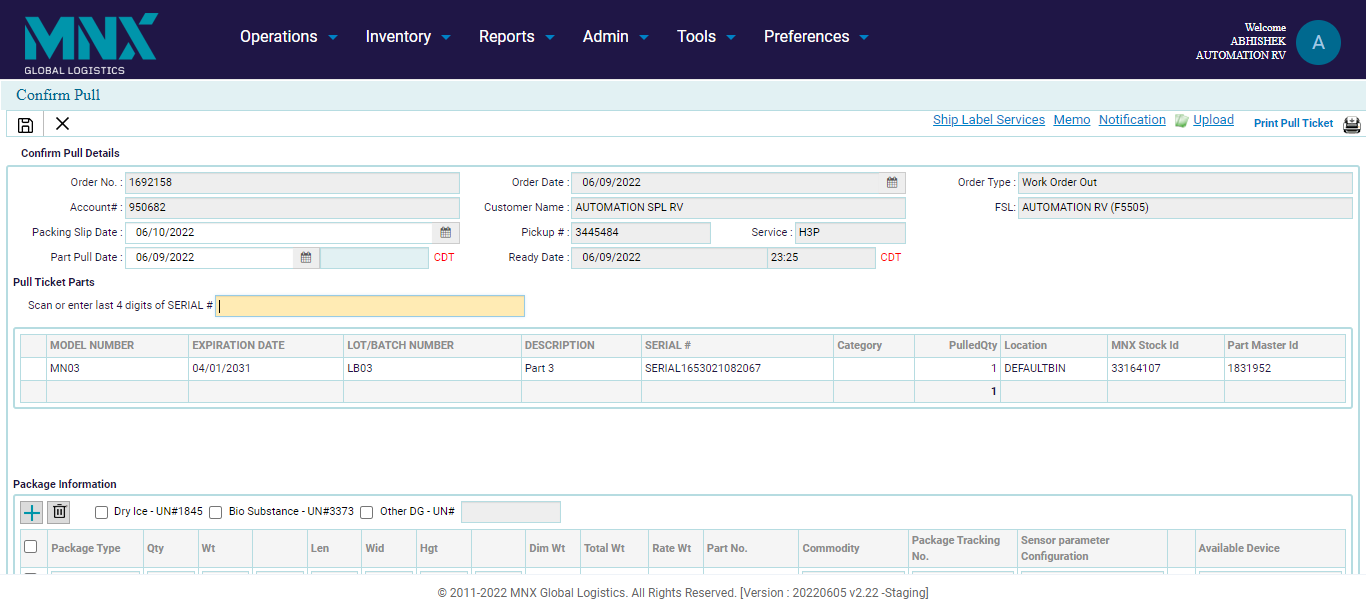 MNX
GLOBAL LOGISTICS
Operations Inventory Reports Admin Tools Preferences
Welcome
ABHISHEK
AUTOMATION RV
A
Confirm Pull
Ship Label Services Memo Notification Upload Print Pull Ticket
Confirm Pull Details
Order No. : 1692158 Order Date : 06/09/2022 Order Type : Work Order Out
Account# : 950682 Customer Name : AUTOMATION SPL RV FSL: AUTOMATION RV (F5505)
Packing Slip Date : 06/10/2022 Pickup # : 3445484 Service : H3P
Part Pull Date : 06/09/2022 CDT Ready Date : 06/09/2022 23:25 CDT
Pull Ticket Parts
Scan or enter last 4 digits of SERIAL #
MODEL NUMBER EXPIRATION DATE LOT/BATCH NUMBER DESCRIPTION SERIAL # Category PulledQty Location MNX Stock Id Part Master Id
MN03 04/01/2031 LB03 Part 3 SERIAL1653021082067 1 DEFAULTBIN 33164107 1831952
1
Package Information
Dry Ice - UN#1845 Bio Substance - UN#3373 Other DG - UN#
Package Type Qty Wt Len Wid Hgt Dim Wt Total Wt Rate Wt Part No. Commodity Package Tracking No. Sensor parameter Configuration Available Device
© 2011-2022 MNX Global Logistics. All Rights Reserved. [Version : 20220605 v2.22 -Staging]